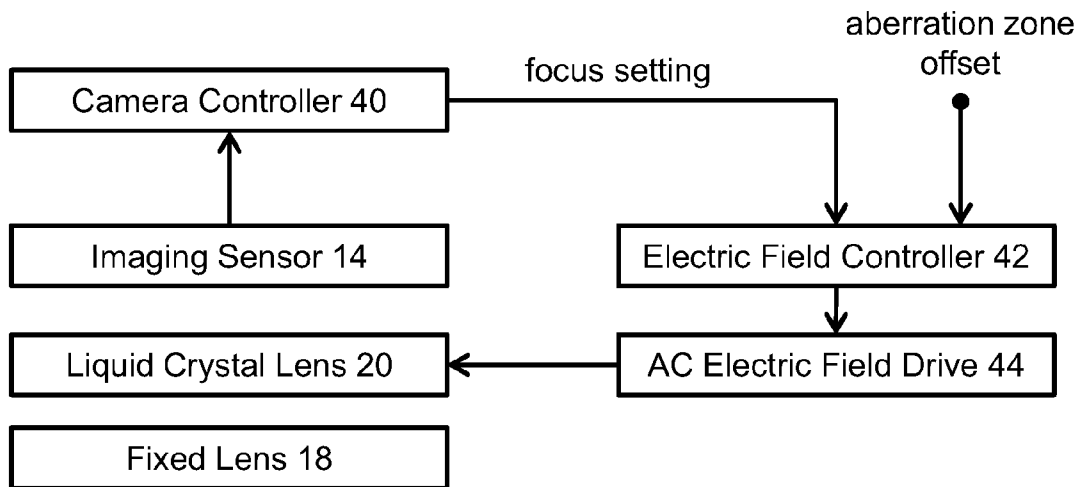 aberration zone
offset
Camera Controller 40
focus setting
Imaging Sensor 14
Electric Field Controller 42
Liquid Crystal Lens 20
AC Electric Field Drive 44
Fixed Lens 18